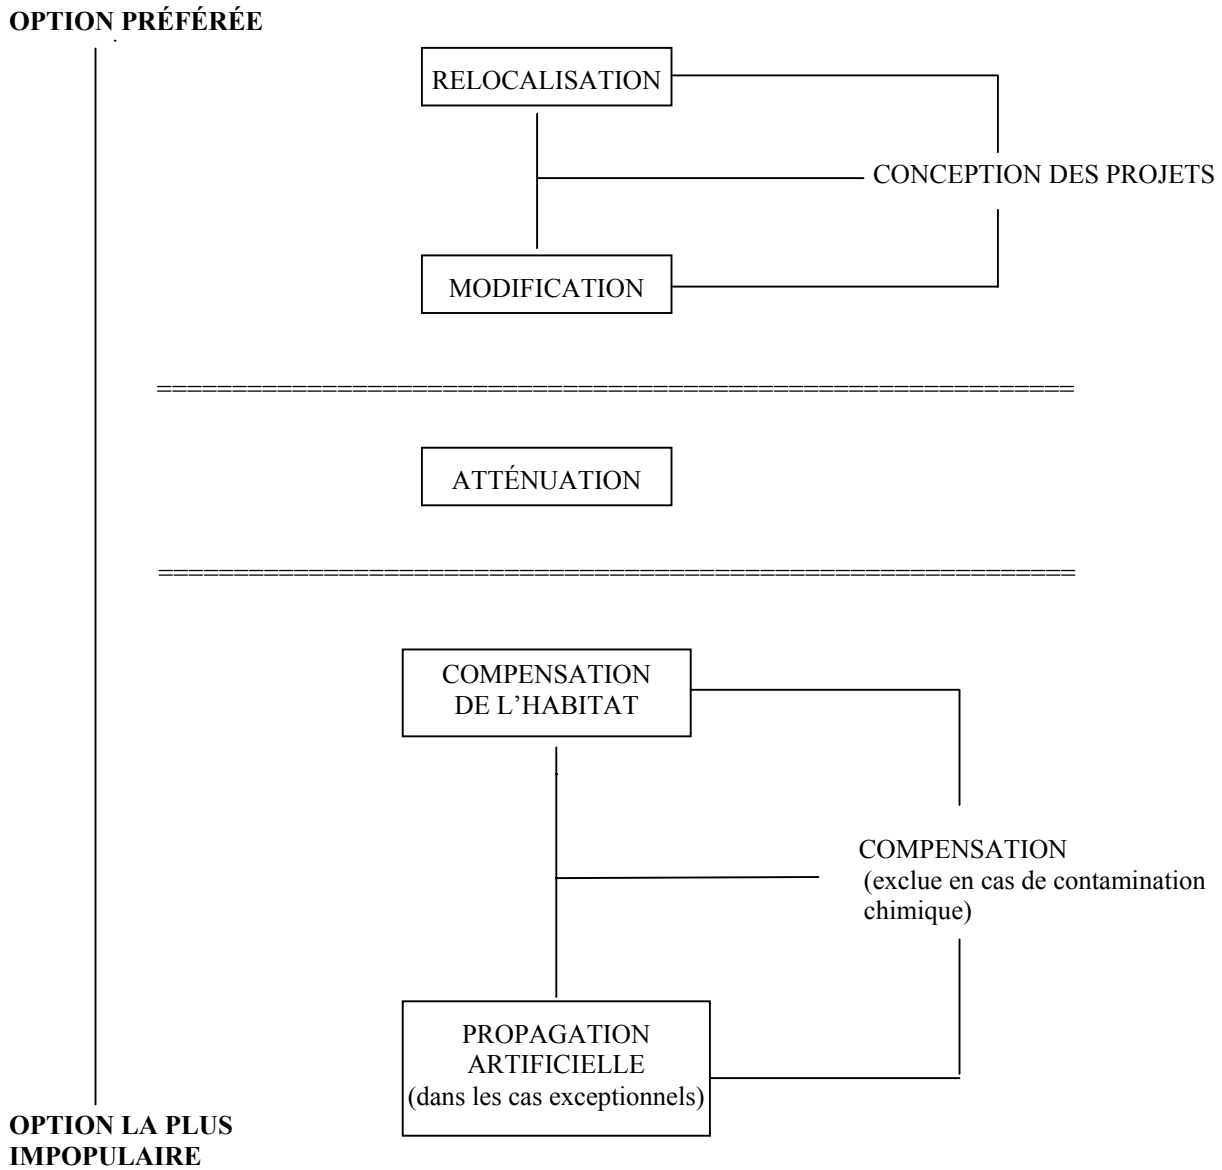 OPTION PRÉFÉRÉE
RELOCALISATION
CONCEPTION DES PROJETS
MODIFICATION
=============================================================
ATTÉNUATION
=============================================================
COMPENSATION
DE L’HABITAT
COMPENSATION
(exclue en cas de contamination
chimique)
PROPAGATION
ARTIFICIELLE
(dans les cas exceptionnels)
OPTION LA PLUS
IMPOPULAIRE